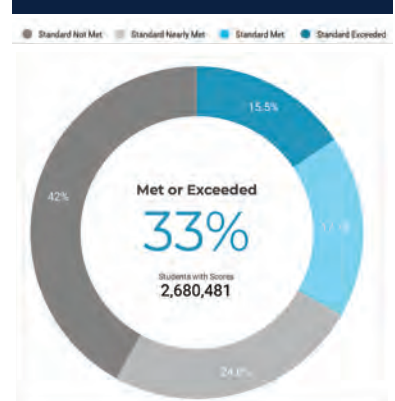 Standard Not Met Standard Nearly Met Standard Met Standard Exceeded
15.5%
42%
Met or Exceeded
33%
Students with Scores
2,680,481
24.6%